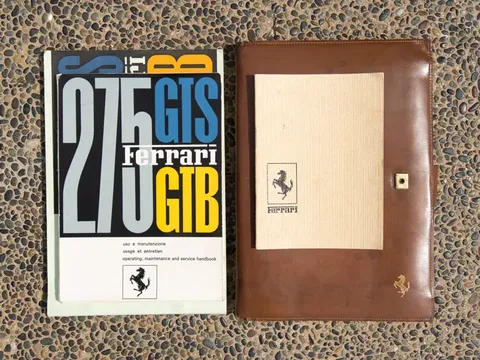 275
GTS
Ferrari
GTB
uso e manutenzione
usage et entretien
operating, maintenance and service handbook
Ferrari